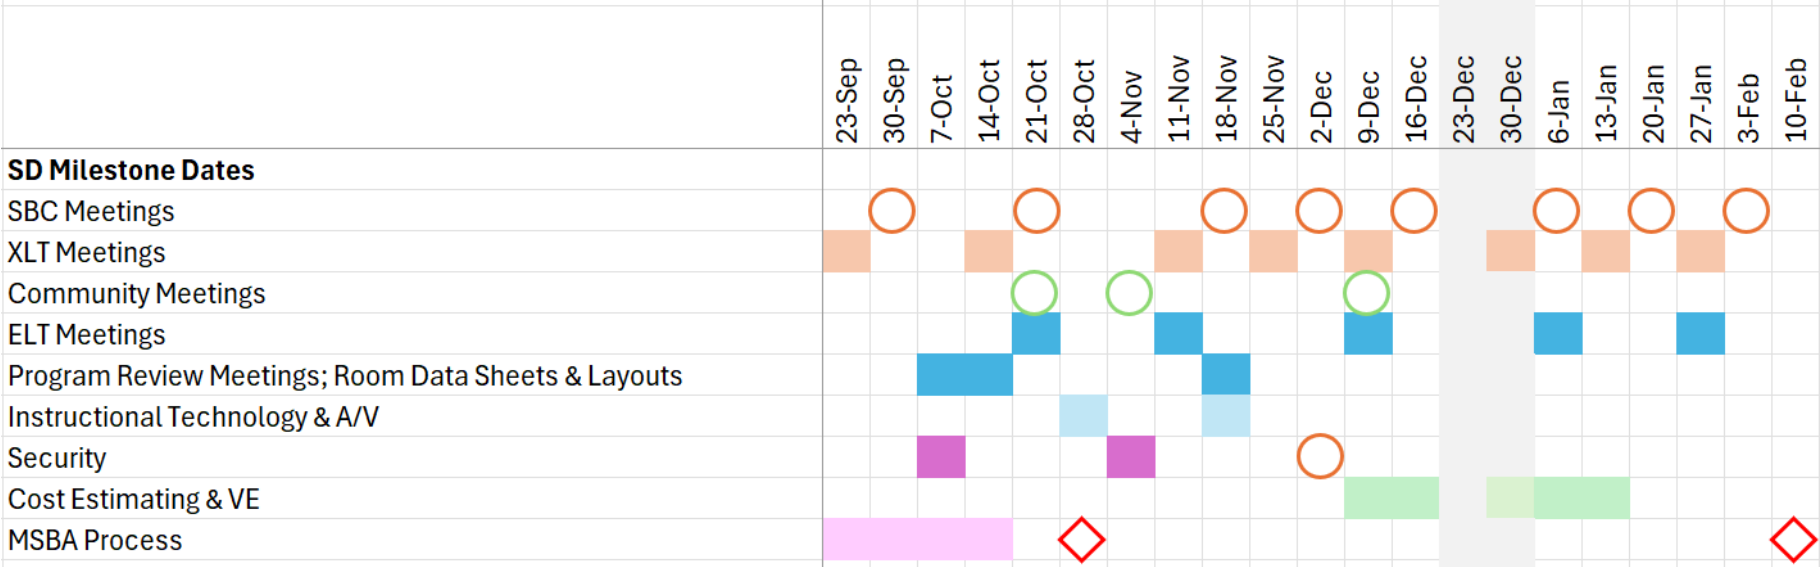 23-Sep 30-Sep 7-Oct 14-Oct 21-Oct 28-Oct 4-Nov 11-Nov 18-Nov 25-Nov 2-Dec 9-Dec 16-Dec 23-Dec 30-Dec 6-Jan 13-Jan 20-Jan 27-Jan 3-Feb 10-Feb
SD Milestone Dates
SBC Meetings
XLT Meetings
Community Meetings
ELT Meetings
Program Review Meetings; Room Data Sheets & Layouts
Instructional Technology & A/V
Security
Cost Estimating & VE
MSBA Process